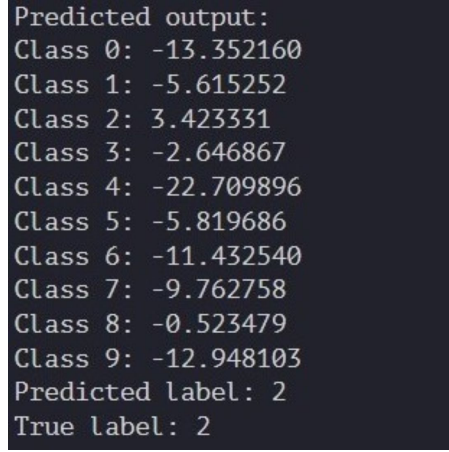 Predicted output:
Class 0: -13.352160
Class 1: -5.615252
Class 2: 3.423331
Class 3: -2.646867
Class 4: -22.709896
Class 5: -5.819686
Class 6: -11.432540
Class 7: -9.762758
Class 8: -0.523479
Class 9: -12.948103
Predicted label: 2
True label: 2